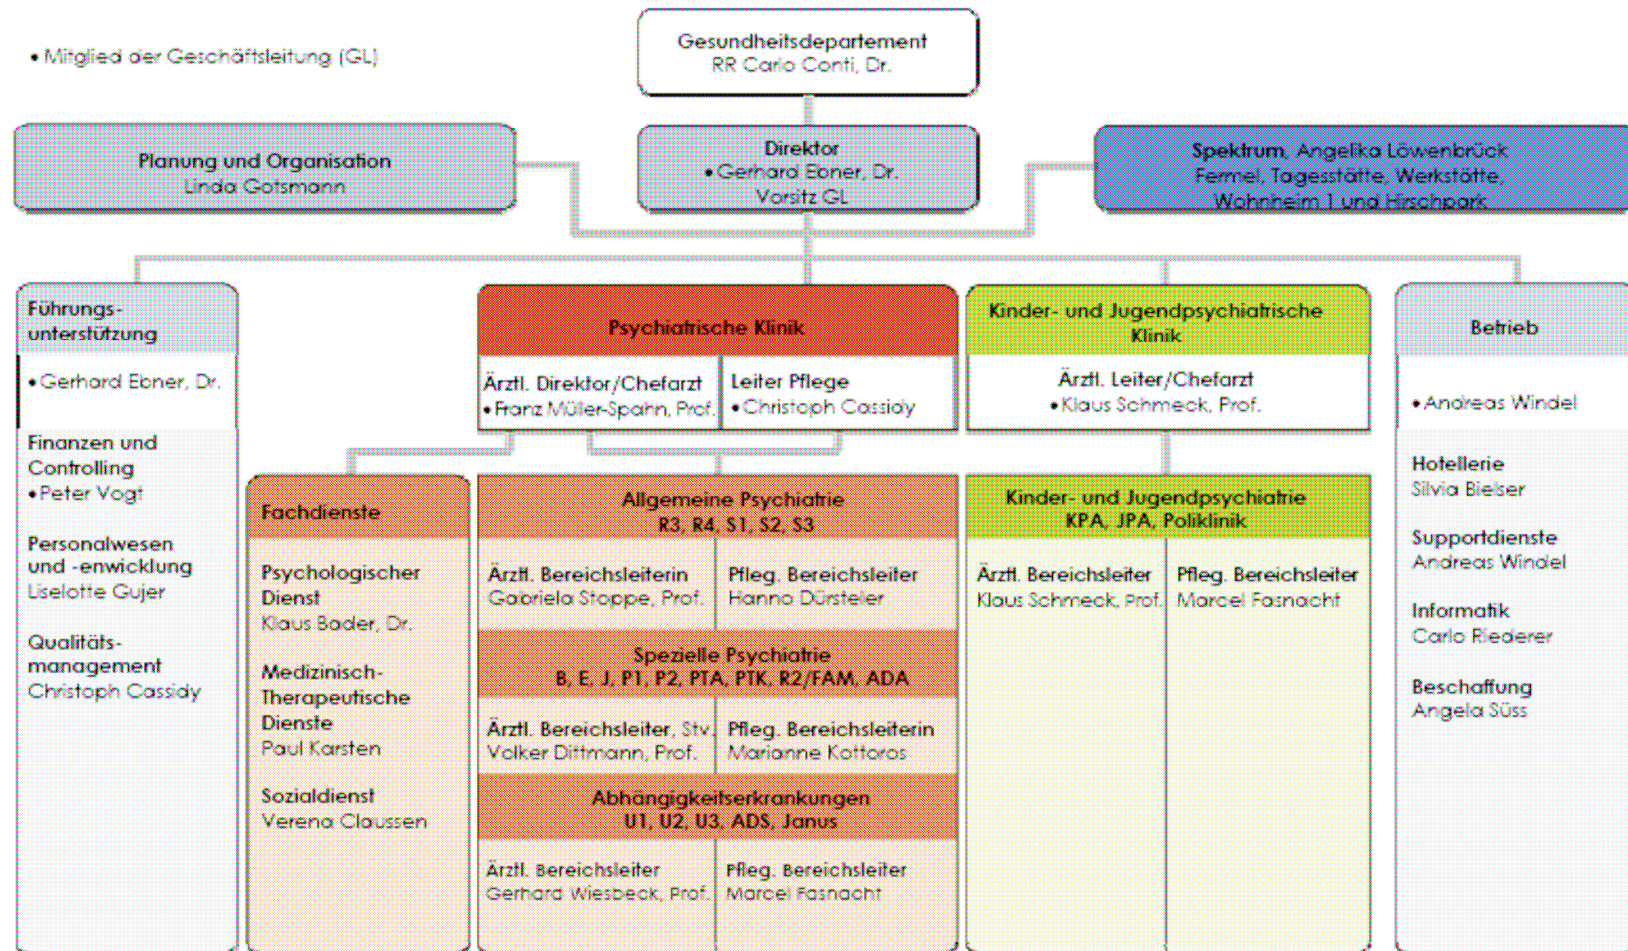 • Mitglied der Geschäftsleitung (GL)
Gesundheitsdepartement
RR Carlo Conti, Dr.
Planung und Organisation
Linda Gotsmann
Direktor
• Gerhard Ebner, Dr.
Vorsitz GL
Spektrum, Angelika Löwenbrück
Fermel, Tagesstätte, Werkstätte,
Wohnheim 1 und Hirschpark
Führungs-
unterstützung
• Gerhard Ebner, Dr.
Finanzen und
Controlling
• Peter Vogt
Personalwesen
und -enwicklung
Liselotte Gujer
Qualitäts-
management
Christoph Cassidy
Psychiatrische Klinik
Ärztl. Direktor/Chefarzt
• Franz Müller-Spahn, Prof.
Leiter Pflege
• Christoph Cassidy
Fachdienste
Psychologischer
Dienst
Klaus Bader, Dr.
Medizinisch-
Therapeutische
Dienste
Paul Karsten
Sozialdienst
Verena Claussen
Allgemeine Psychiatrie
R3, R4, S1, S2, S3
Ärztl. Bereichsleiterin
Gabriela Stoppe, Prof.
Pfleg. Bereichsleiter
Hanno Dürsteler
Spezielle Psychiatrie
B, E, J, P1, P2, PTA, PTK, R2/FAM, ADA
Ärztl. Bereichsleiter, Stv.
Volker Dittmann, Prof.
Pfleg. Bereichsleiterin
Marianne Kottoros
Abhängigkeitserkrankungen
U1, U2, U3, ADS, Janus
Ärztl. Bereichsleiter
Gerhard Wiesbeck, Prof.
Pfleg. Bereichsleiter
Marcel Fasnacht
Kinder- und Jugendpsychiatrische
Klinik
Ärztl. Leiter/Chefarzt
• Klaus Schmeck, Prof.
Kinder- und Jugendpsychiatrie
KPA, JPA, Poliklinik
Ärztl. Bereichsleiter
Klaus Schmeck, Prof.
Pfleg. Bereichsleiter
Marcel Fasnacht
Betrieb
• Andreas Windel
Hotellerie
Silvia Bielser
Supportdienste
Andreas Windel
Informatik
Carlo Riederer
Beschaffung
Angela Süss